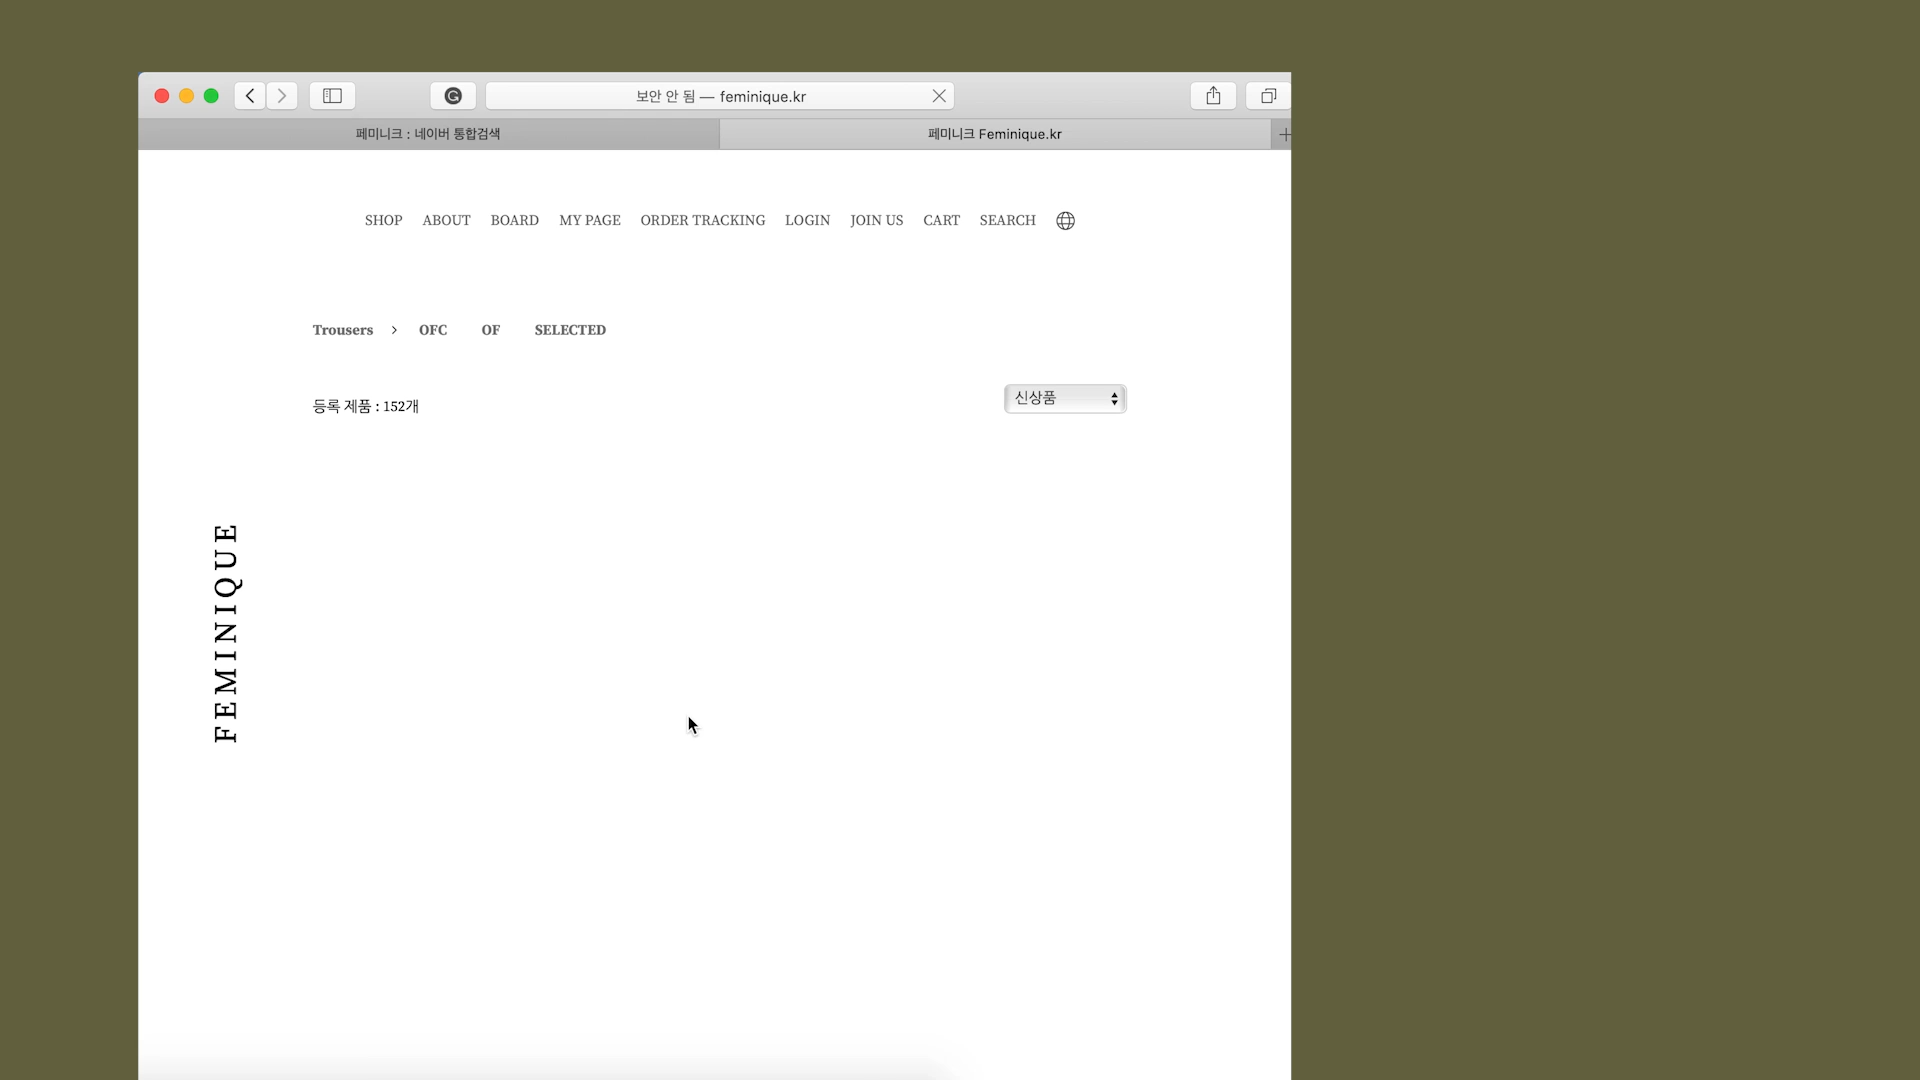 보안 안 됨 — feminique.kr
페미니크 : 네이버 통합검색
페미니크 Feminique.kr
SHOP ABOUT BOARD MY PAGE ORDER TRACKING LOGIN JOIN US CART SEARCH
Trousers > OFC OF SELECTED
등록 제품 : 152개
신상품
FEMINIQUE